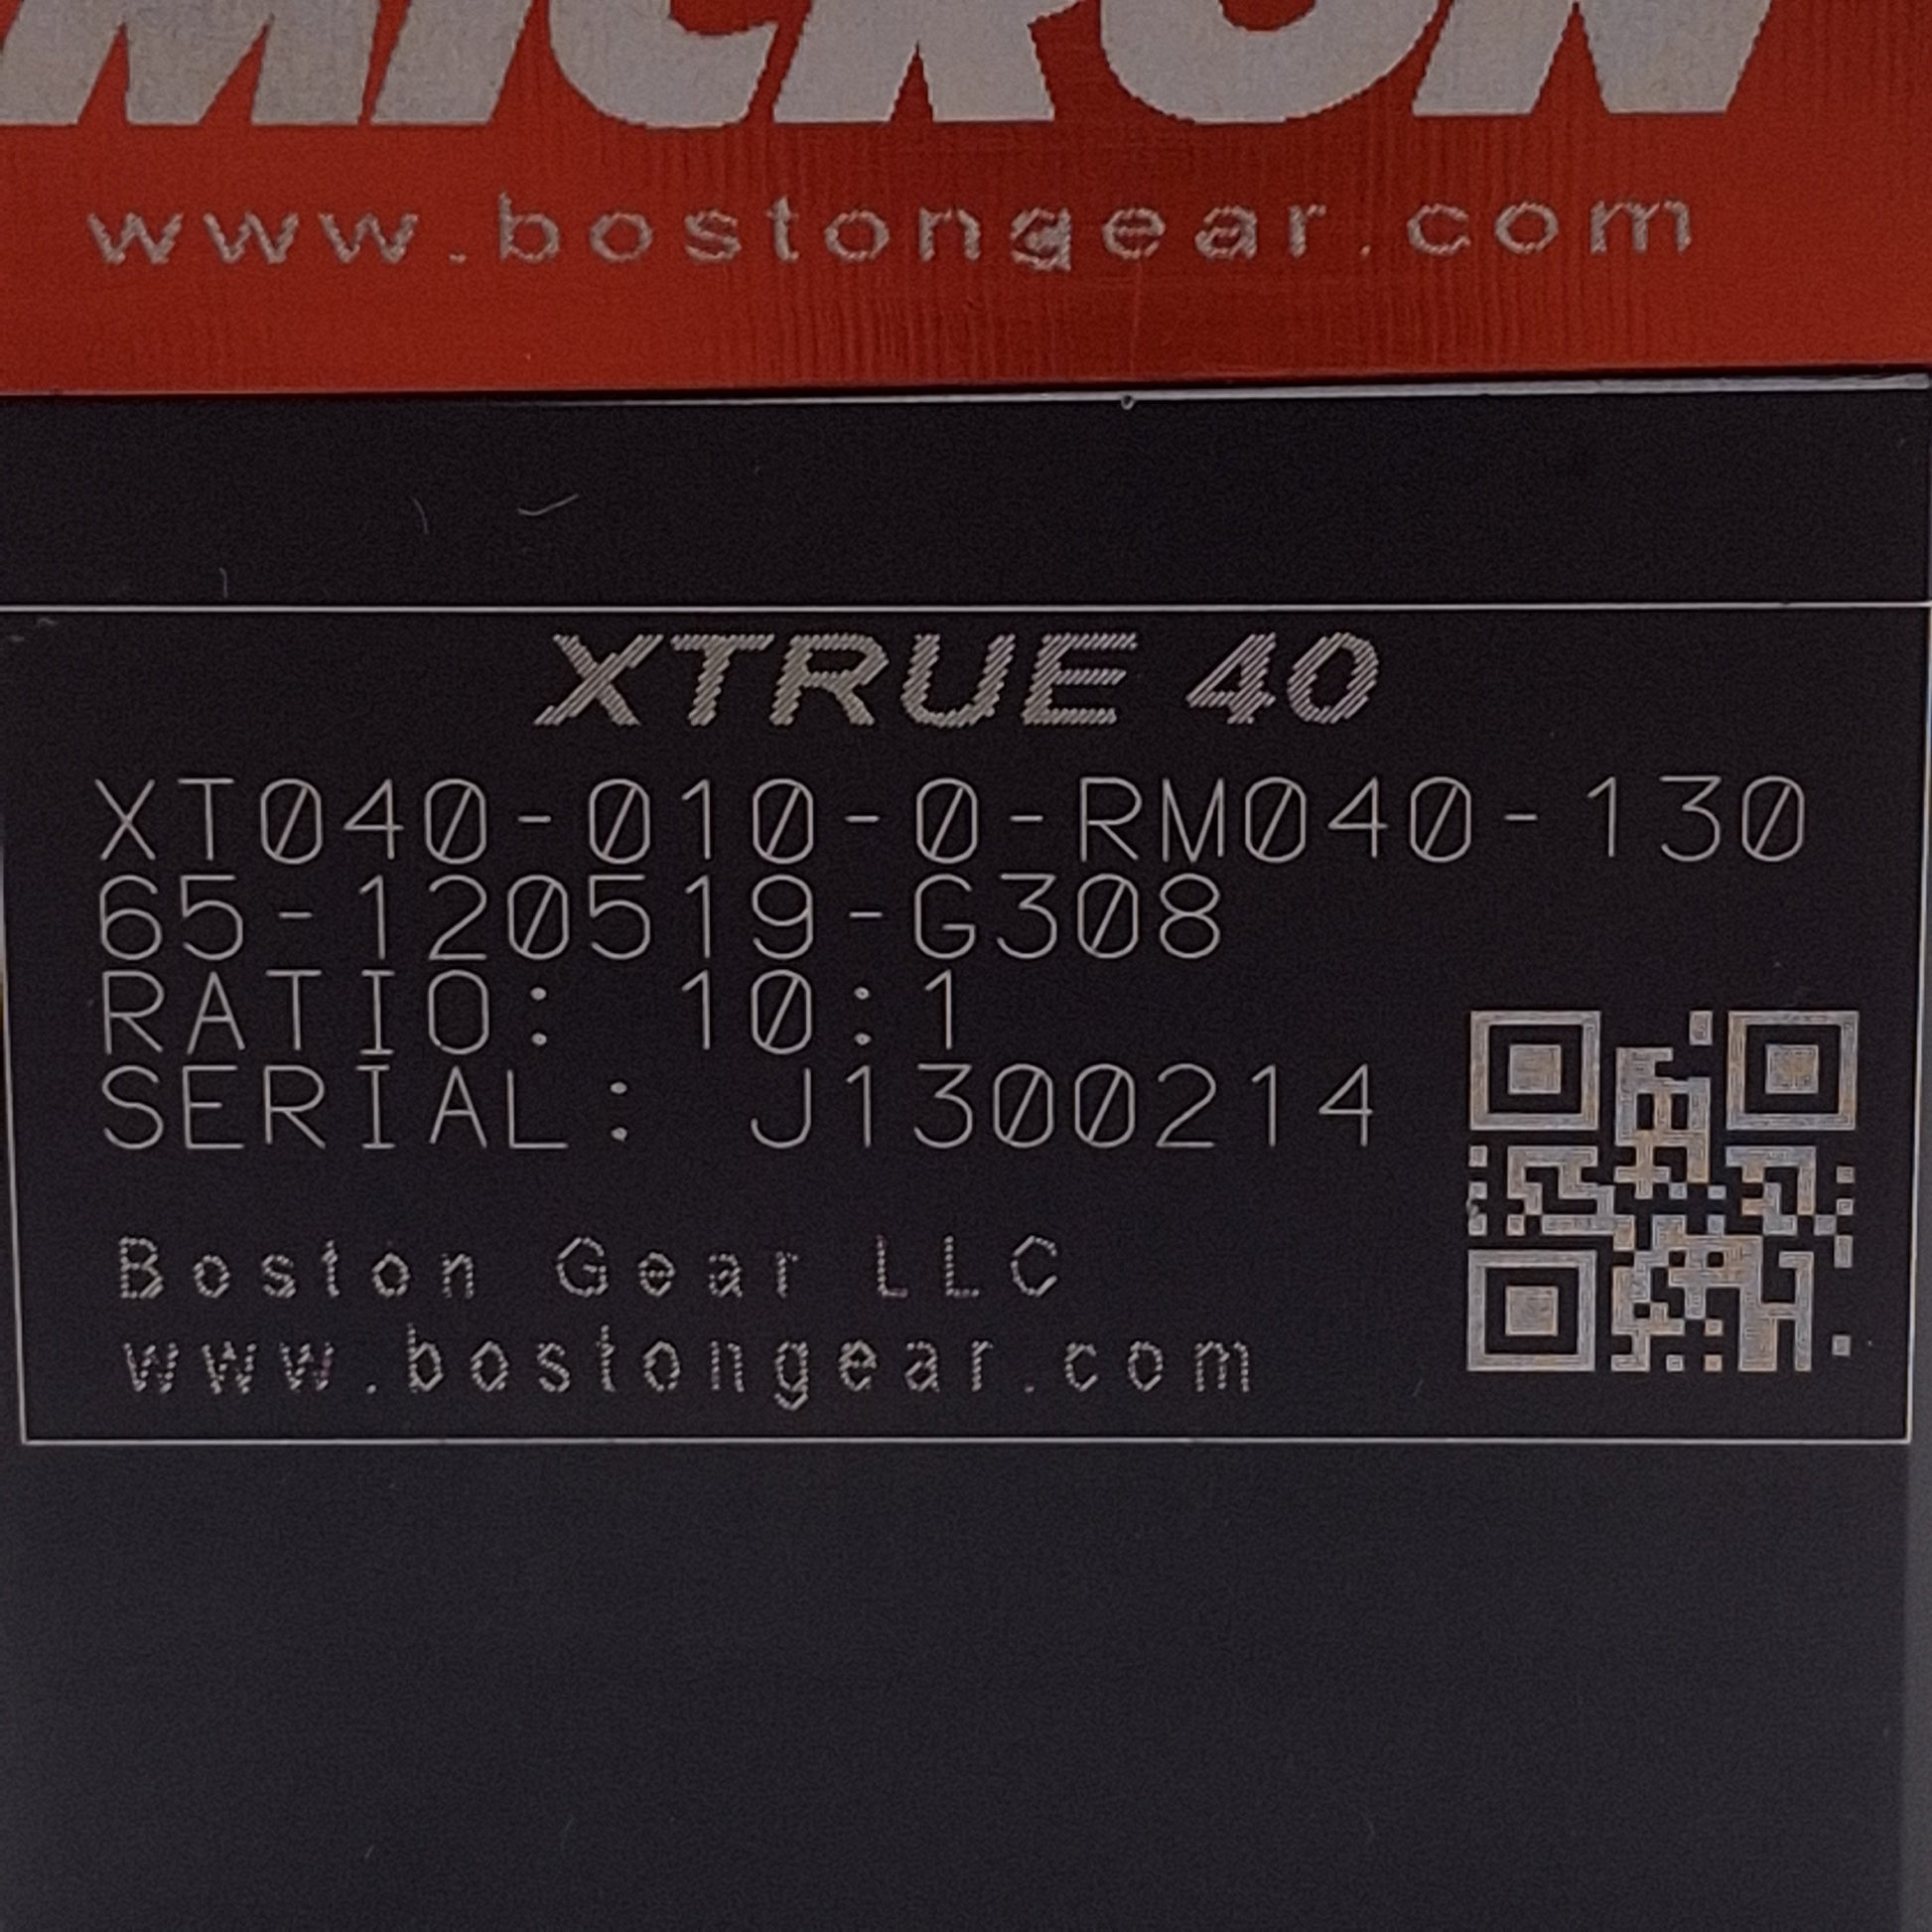 MICRON
www.bostongear.com
XTRUE 40
XT040-010-0-RM040-130
65-120519-G308
RATIO: 10:1
SERIAL: J1300214
Boston Gear LLC
www.bostongear.com